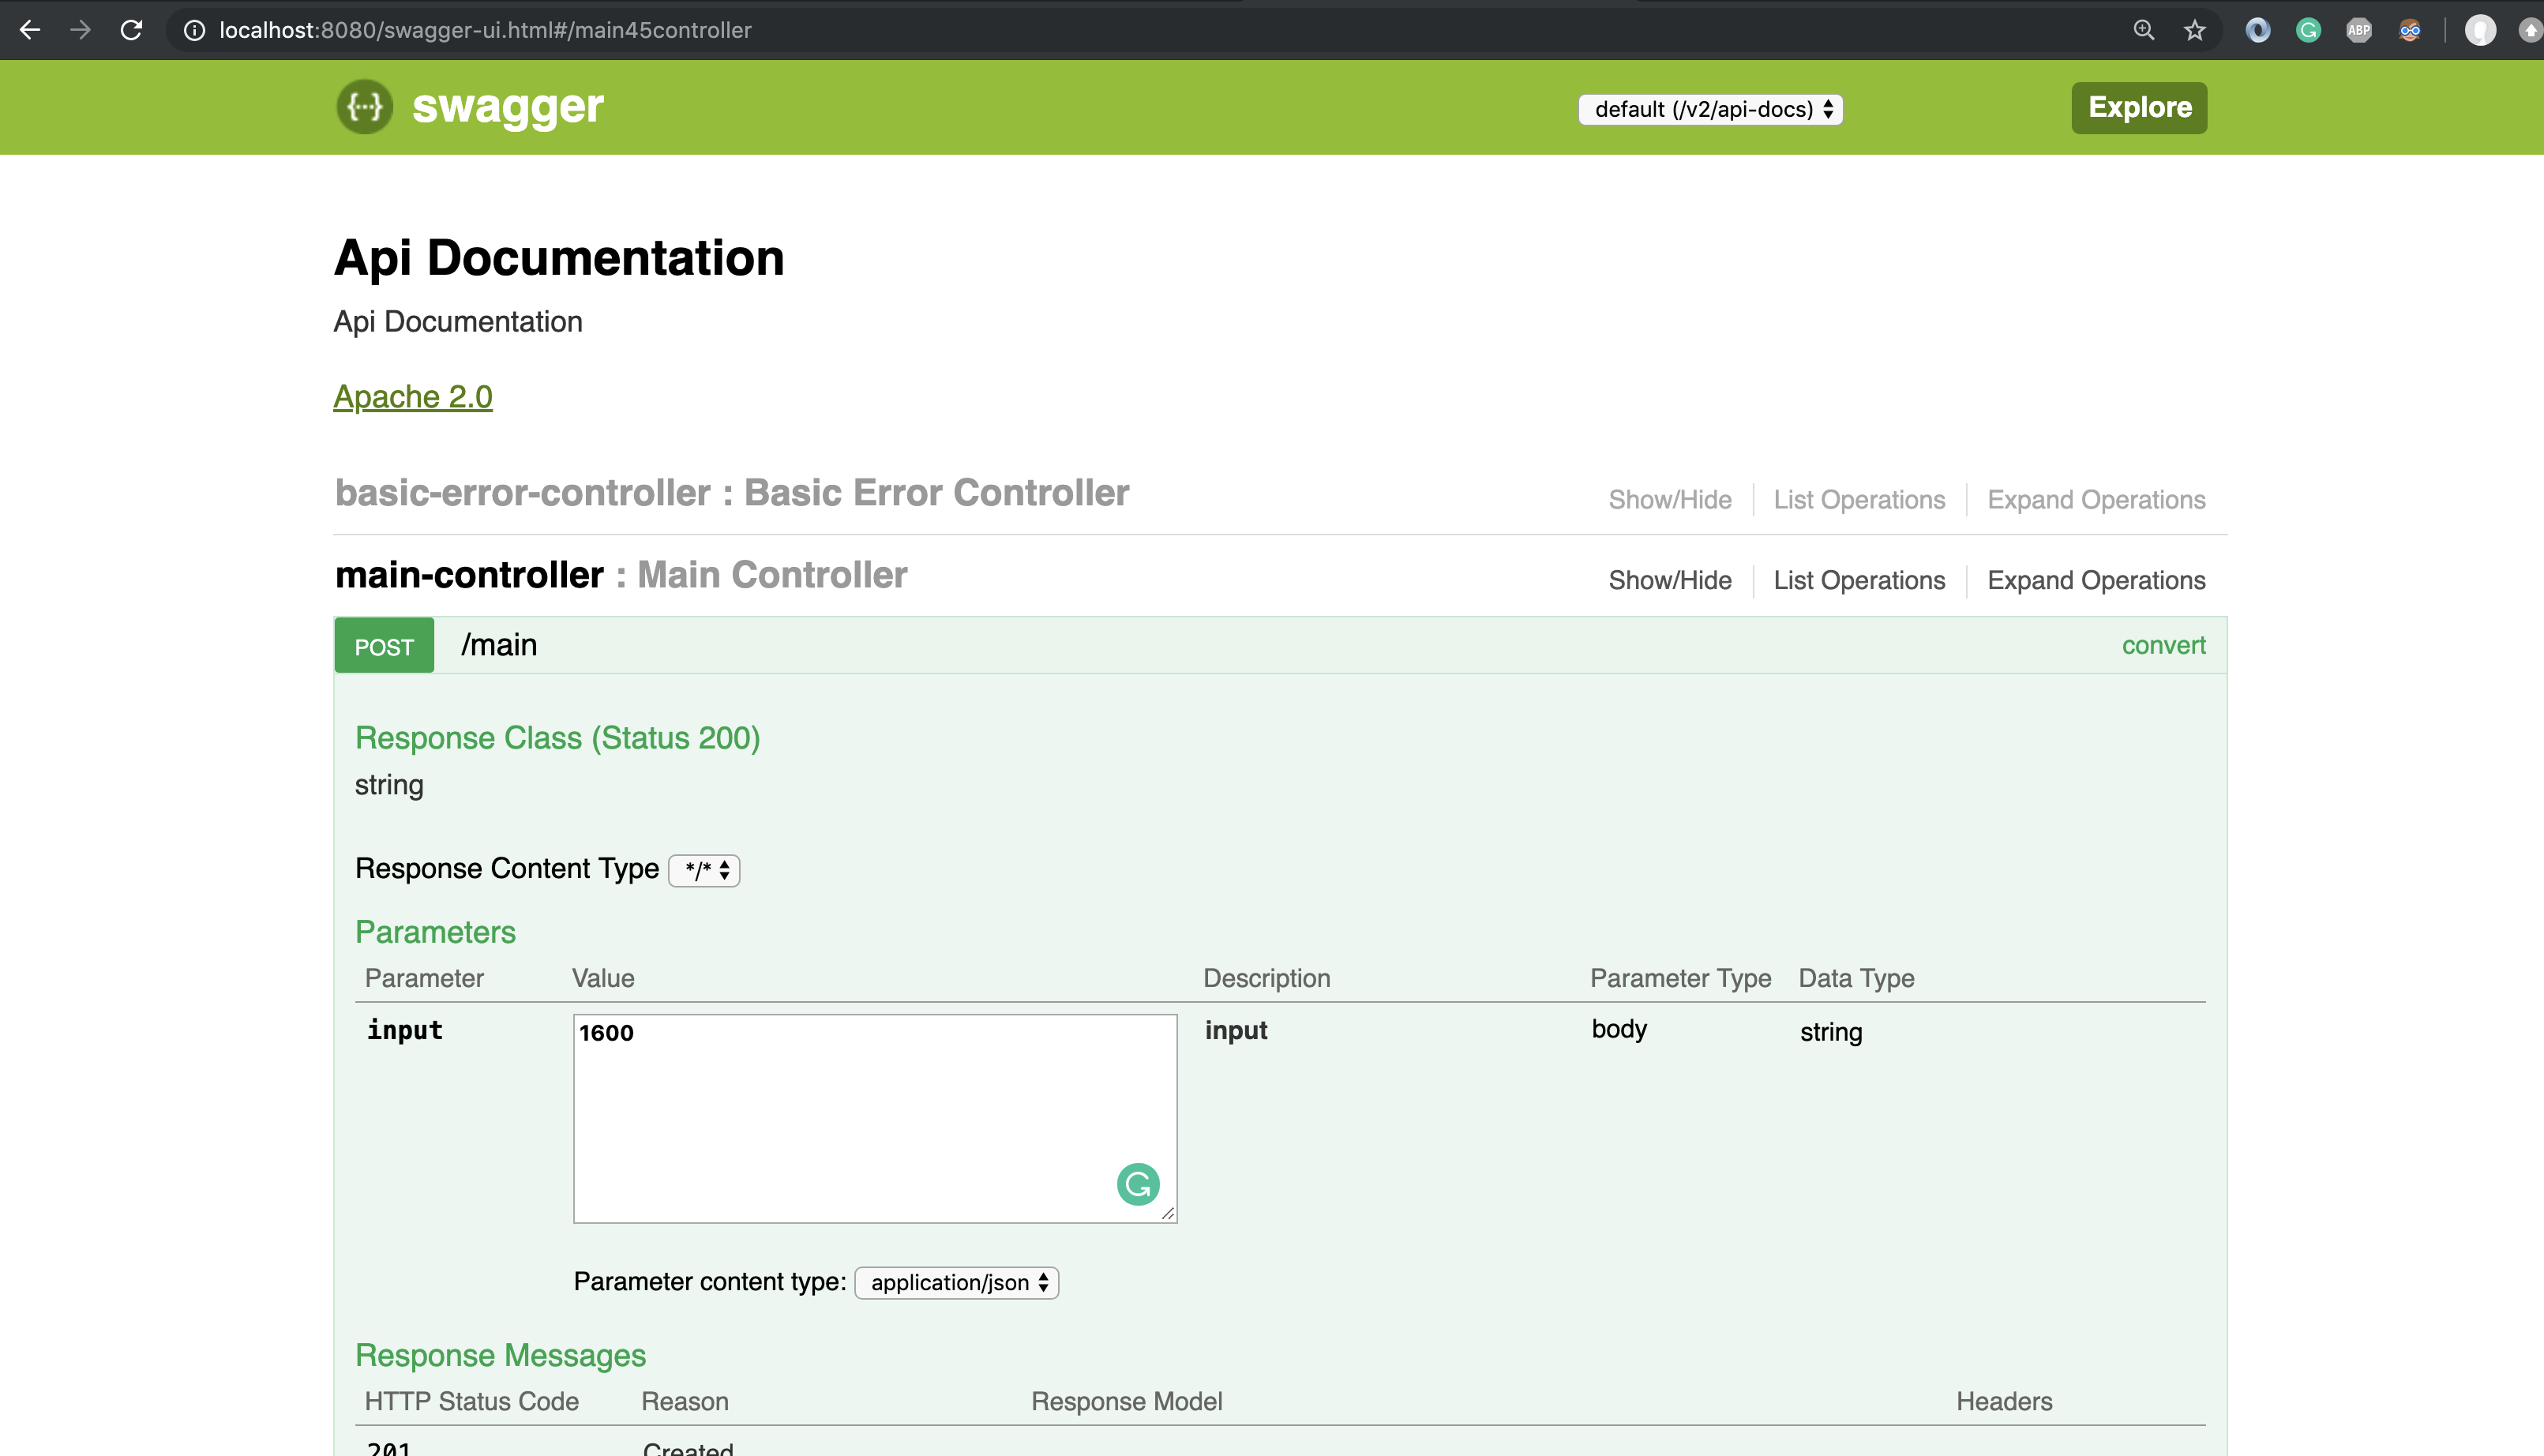 localhost:8080/swagger-ui.html#/main45controller
ABP
{···} swagger
default (/v2/api-docs)
Explore
Api Documentation
Api Documentation
Apache 2.0
basic-error-controller : Basic Error Controller
Show/Hide
List Operations
Expand Operations
main-controller : Main Controller
Show/Hide
List Operations
Expand Operations
POST /main
convert
Response Class (Status 200)
string
Response Content Type */*
Parameters
Parameter Value Description Parameter Type Data Type
input 1600 input body string
Parameter content type: application/json
Response Messages
HTTP Status Code Reason Response Model Headers
201 Created